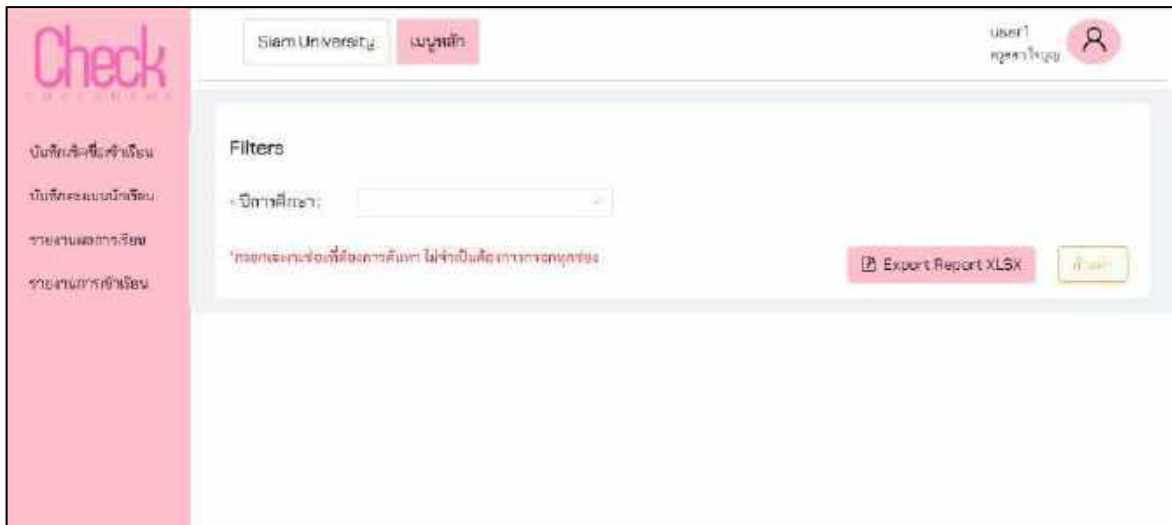 Check
CHECKNAME
Siam University
เมนูหลัก
user1
บันทึกเช็คชื่อเข้าเรียน
บันทึกคะแนนนักเรียน
รายงานผลการเรียน
รายงานการเข้าเรียน
Filters
ปีการศึกษา :
*กรอกเฉพาะช่องที่ต้องการค้นหา ไม่จำเป็นต้องการกรอกทุกช่อง
Export Report XLSX
ค้นหา